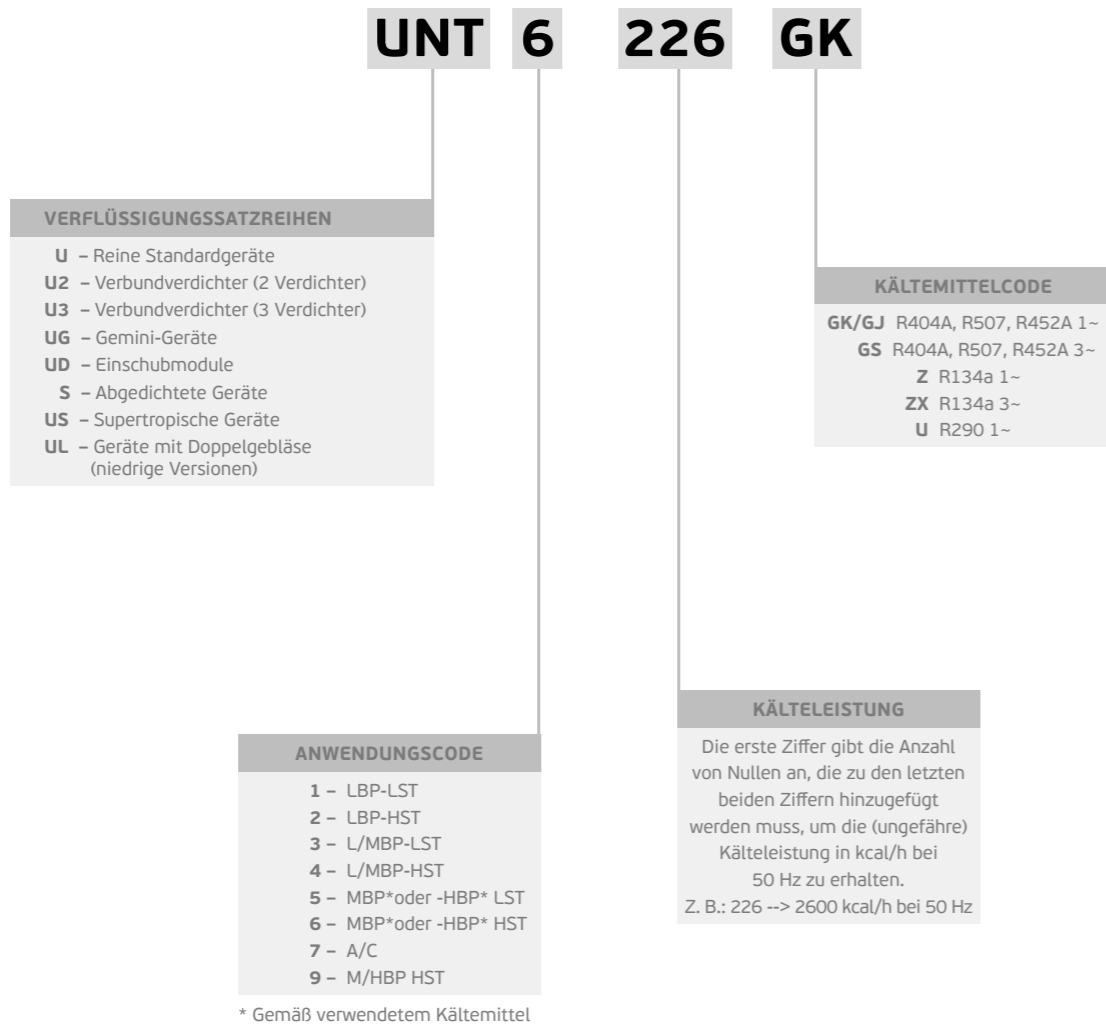 UNT 6 226 GK
VERFLÜSSIGUNGSSATZREIHEN
U – Reine Standardgeräte
U2 – Verbundverdichter (2 Verdichter)
U3 – Verbundverdichter (3 Verdichter)
UG – Gemini-Geräte
UD – Einschubmodule
S – Abgedichtete Geräte
US – Supertropische Geräte
UL – Geräte mit Doppelgebläse
(niedrige Versionen)
KÄLTEMITTELCODE
GK/GJ R404A, R507, R452A 1~
GS R404A, R507, R452A 3~
Z R134a 1~
ZX R134a 3~
U R290 1~
KÄLTELEISTUNG
Die erste Ziffer gibt die Anzahl
von Nullen an, die zu den letzten
beiden Ziffern hinzugefügt
werden muss, um die (ungefähre)
Kälteleistung in kcal/h bei
50 Hz zu erhalten.
Z. B.: 226 --> 2600 kcal/h bei 50 Hz
ANWENDUNGSCODE
1 – LBP-LST
2 – LBP-HST
3 – L/MBP-LST
4 – L/MBP-HST
5 – MBP*oder -HBP* LST
6 – MBP*oder -HBP* HST
7 – A/C
9 – M/HBP HST
* Gemäß verwendetem Kältemittel